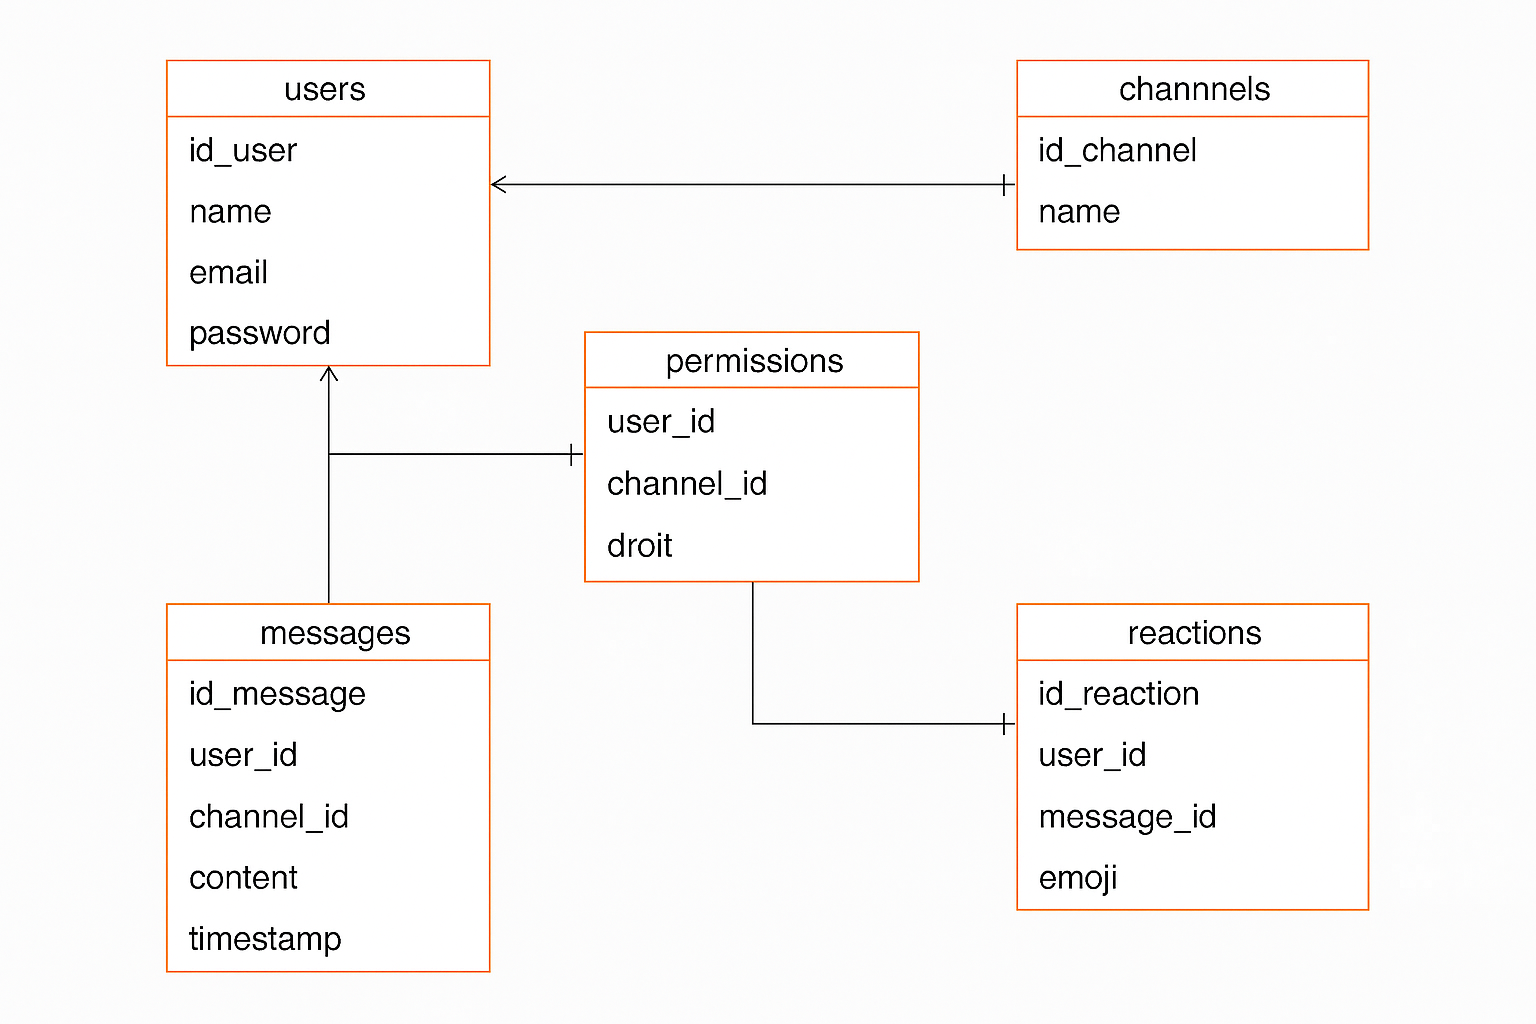 users
id_user
name
email
password
channnels
id_channel
name
permissions
user_id
channel_id
droit
messages
id_message
user_id
channel_id
content
timestamp
reactions
id_reaction
user_id
message_id
emoji